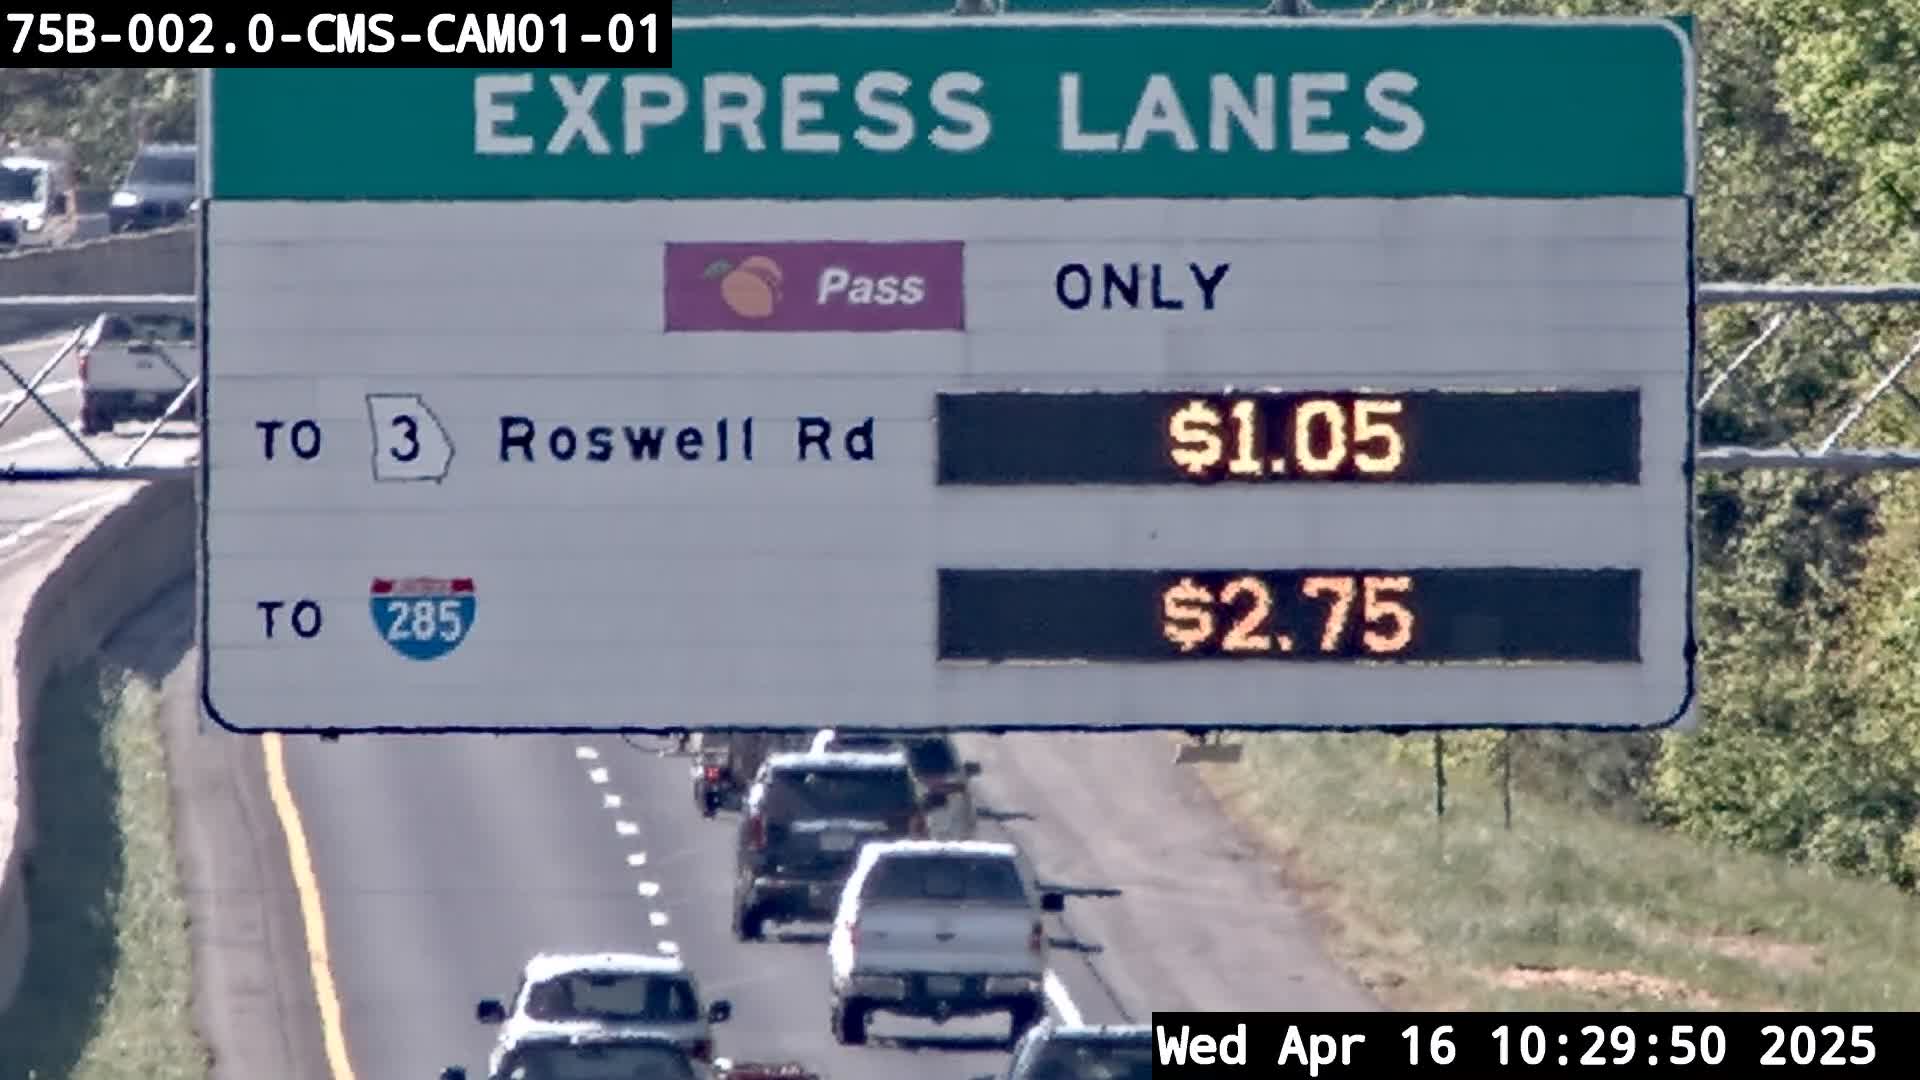 75B-002.0-CMS-CAM01-01
EXPRESS LANES
Pass ONLY
TO 3 Roswell Rd $1.05
TO 285 $2.75
Wed Apr 16 10:29:50 2025